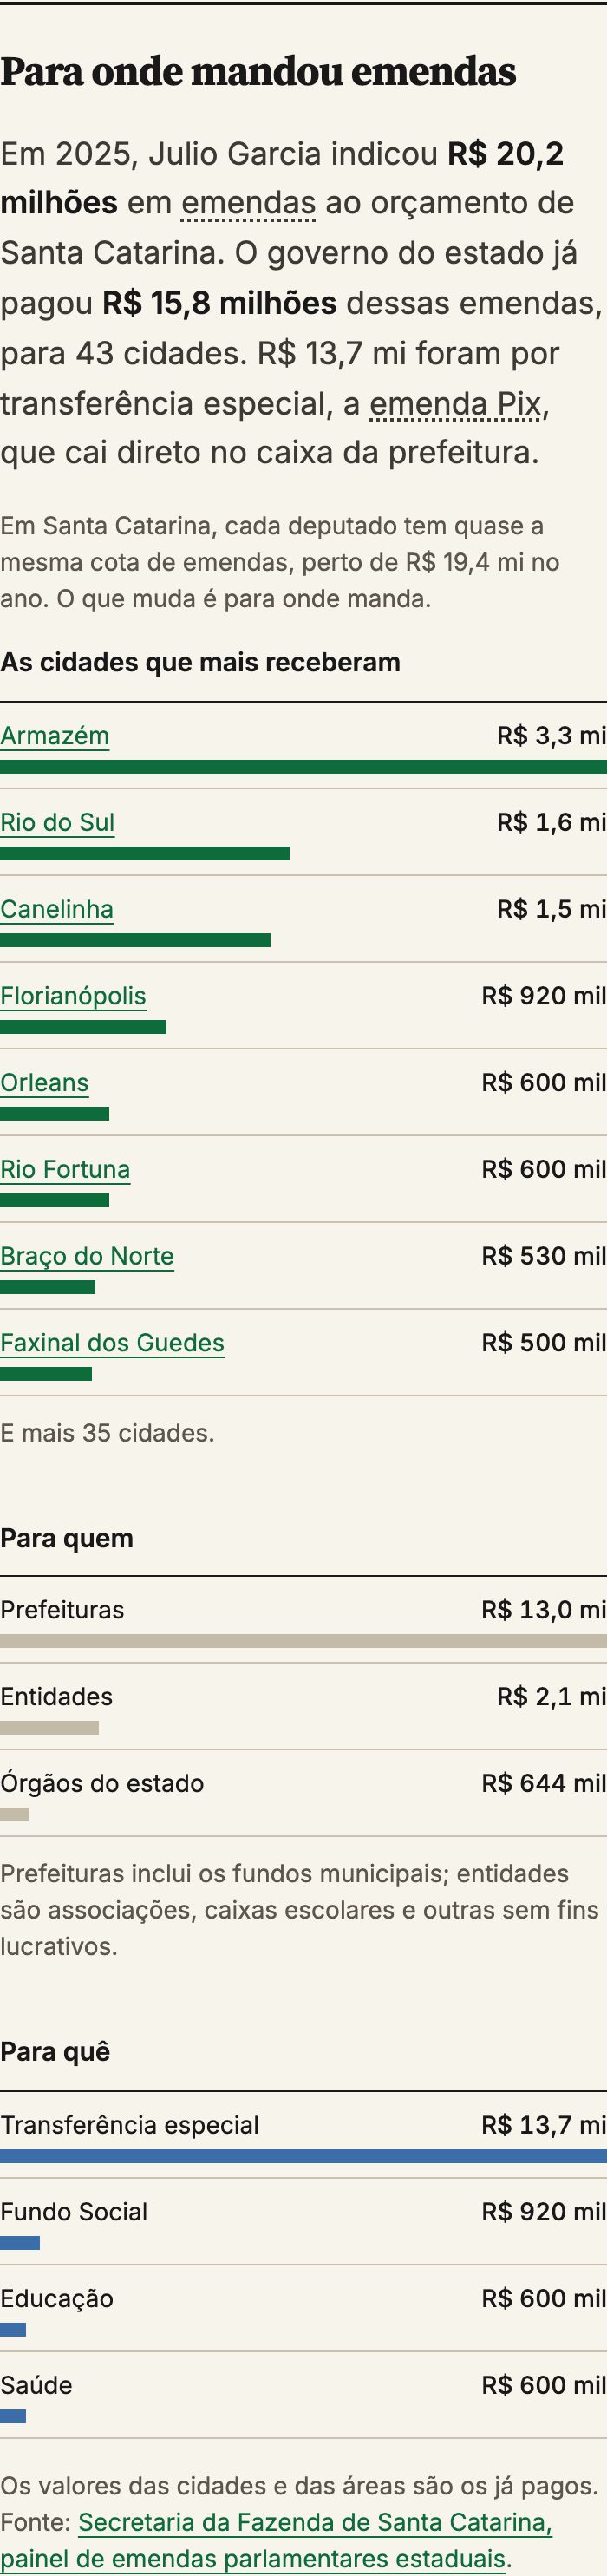 Para onde mandou emendas
Em 2025, Julio Garcia indicou R$ 20,2
milhões em emendas ao orçamento de
Santa Catarina. O governo do estado já
pagou R$ 15,8 milhões dessas emendas,
para 43 cidades. R$ 13,7 mi foram por
transferência especial, a emenda Pix,
que cai direto no caixa da prefeitura.
Em Santa Catarina, cada deputado tem quase a
mesma cota de emendas, perto de R$ 19,4 mi no
ano. O que muda é para onde manda.
As cidades que mais receberam
Armazém R$ 3,3 mi
Rio do Sul R$ 1,6 mi
Canelinha R$ 1,5 mi
Florianópolis R$ 920 mil
Orleans R$ 600 mil
Rio Fortuna R$ 600 mil
Braço do Norte R$ 530 mil
Faxinal dos Guedes R$ 500 mil
E mais 35 cidades.
Para quem
Prefeituras R$ 13,0 mi
Entidades R$ 2,1 mi
Órgãos do estado R$ 644 mil
Prefeituras inclui os fundos municipais; entidades
são associações, caixas escolares e outras sem fins
lucrativos.
Para quê
Transferência especial R$ 13,7 mi
Fundo Social R$ 920 mil
Educação R$ 600 mil
Saúde R$ 600 mil
Os valores das cidades e das áreas são os já pagos.
Fonte: Secretaria da Fazenda de Santa Catarina,
painel de emendas parlamentares estaduais.